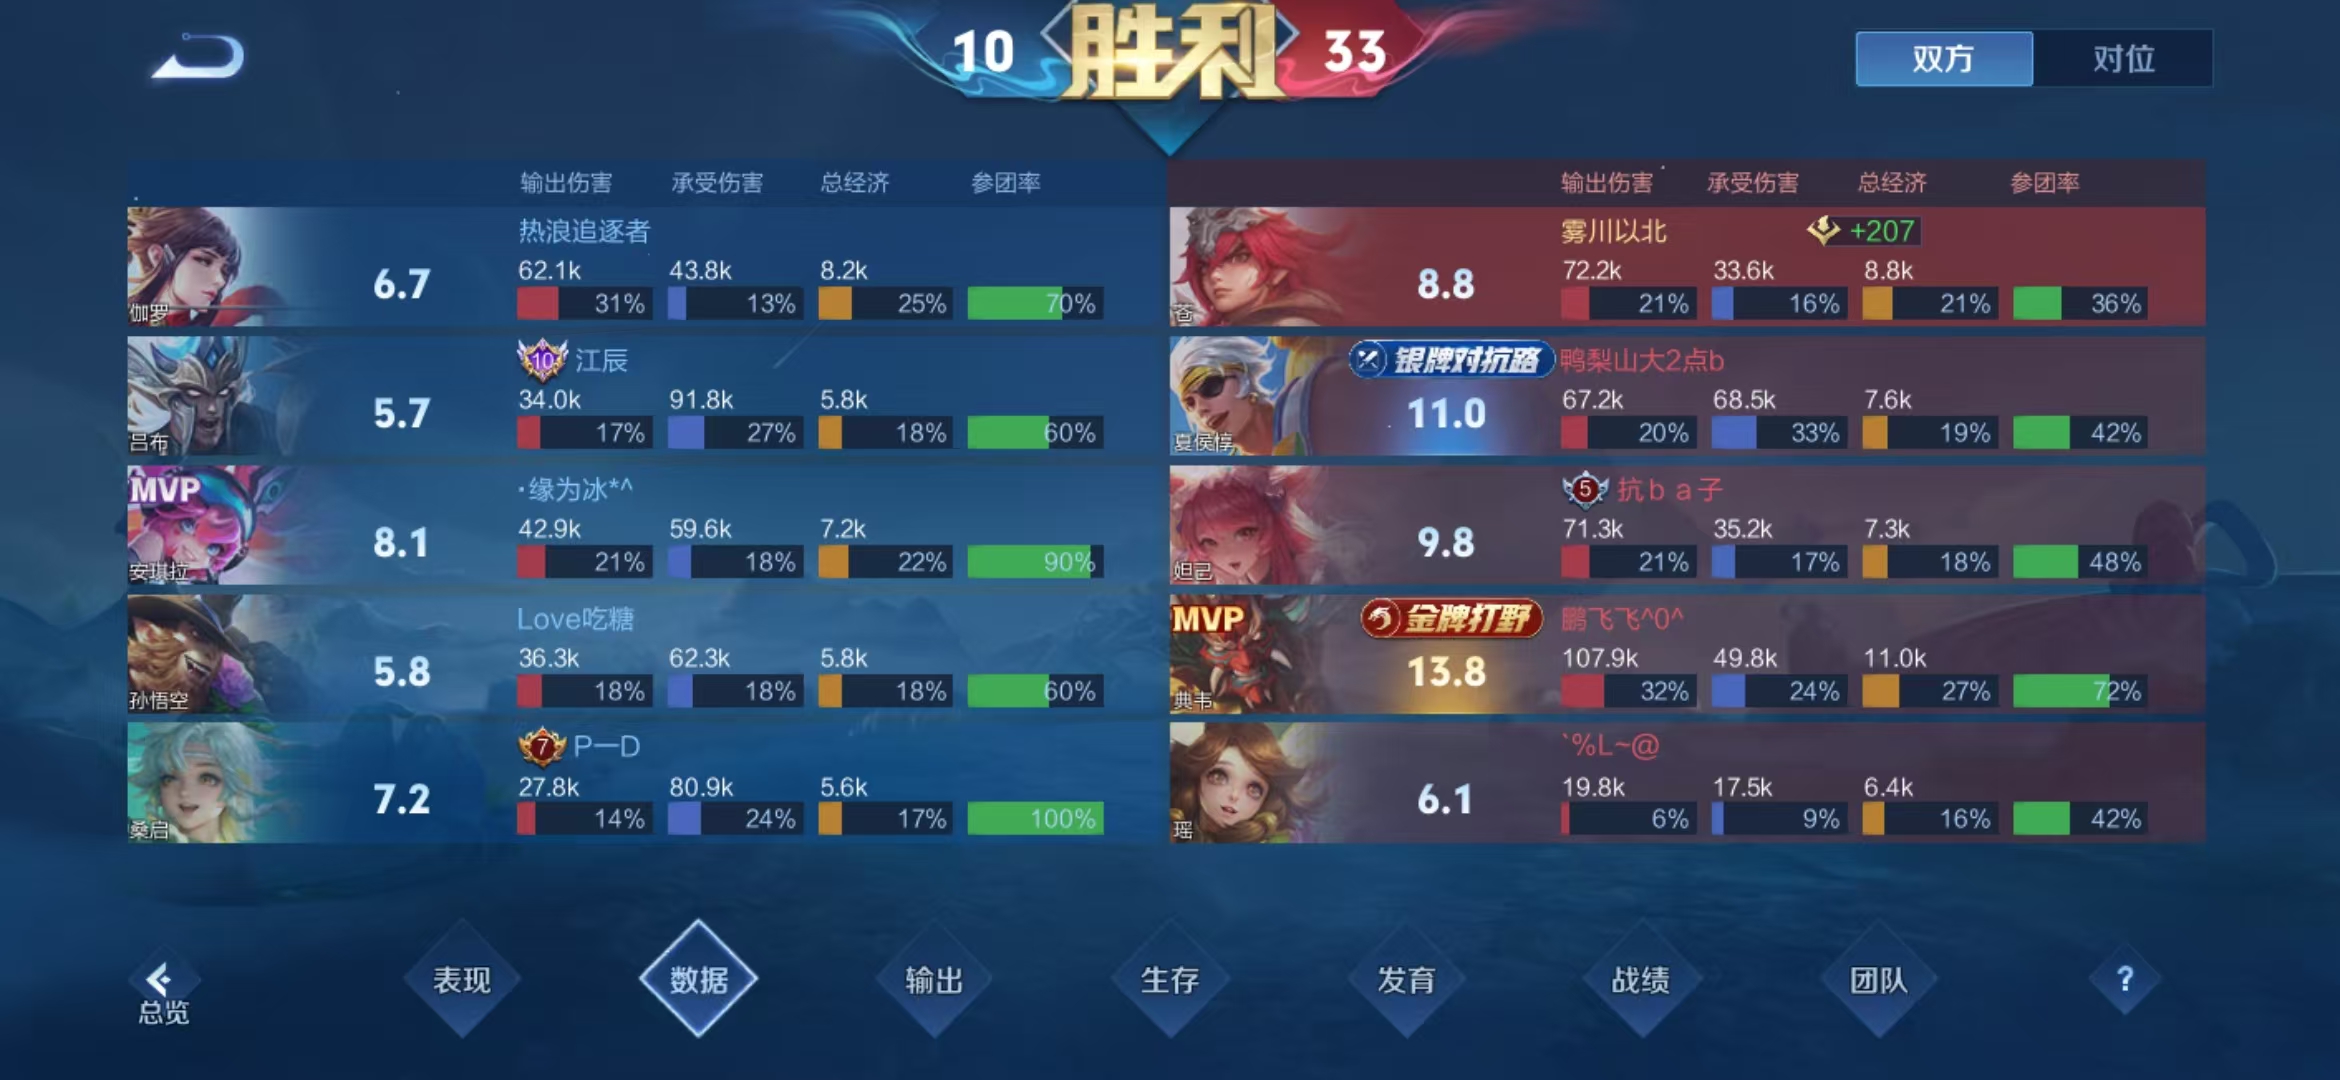 10 胜利 33
双方 对位
输出伤害 承受伤害 总经济 参团率
输出伤害 承受伤害 总经济 参团率
伽罗 6.7 热浪追逐者
62.1k 43.8k 8.2k
31% 13% 25% 70%
苍 8.8 雾川以北 +207
72.2k 33.6k 8.8k
21% 16% 21% 36%
吕布 5.7 10 江辰
34.0k 91.8k 5.8k
17% 27% 18% 60%
夏侯惇 银牌对抗路 11.0 鸭梨山大2点b
67.2k 68.5k 7.6k
20% 33% 19% 42%
MVP 安琪拉 8.1 ·缘为冰*^
42.9k 59.6k 7.2k
21% 18% 22% 90%
妲己 9.8 5 抗ba子
71.3k 35.2k 7.3k
21% 17% 18% 48%
孙悟空 5.8 Love吃糖
36.3k 62.3k 5.8k
18% 18% 18% 60%
MVP 典韦 金牌打野 13.8 鹏飞飞^0^
107.9k 49.8k 11.0k
32% 24% 27% 72%
桑启 7.2 7 P一D
27.8k 80.9k 5.6k
14% 24% 17% 100%
瑶 6.1 `%L~@
19.8k 17.5k 6.4k
6% 9% 16% 42%
总览 表现 数据 输出 生存 发育 战绩 团队 ?